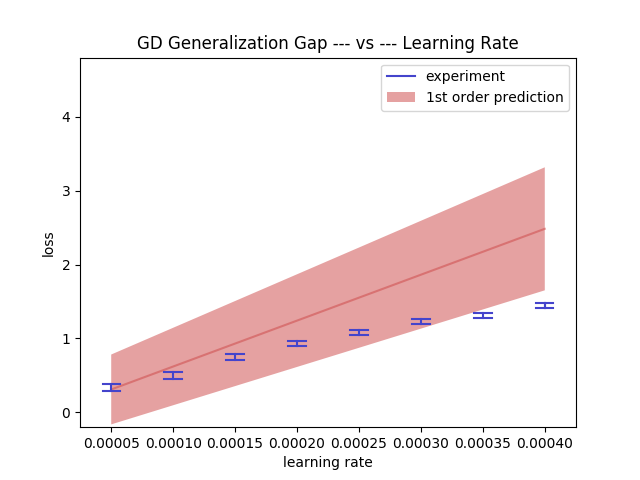 GD Generalization Gap --- vs --- Learning Rate
experiment
1st order prediction
4
3
2
1
0
loss
0.00005 0.00010 0.00015 0.00020 0.00025 0.00030 0.00035 0.00040
learning rate